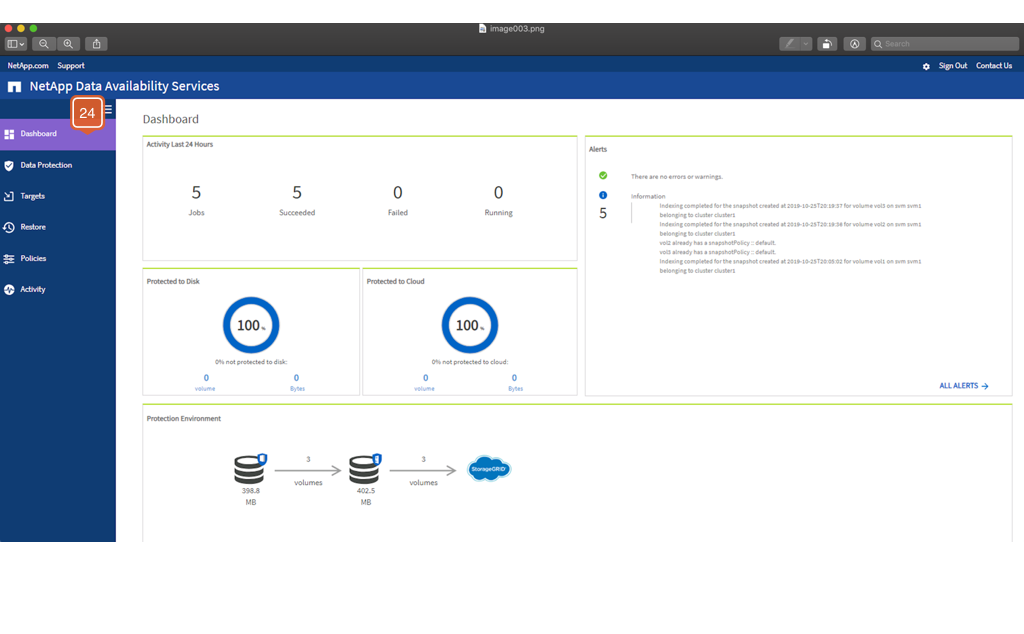 image003.png
Search
NetApp.com Support
Sign Out Contact Us
NetApp Data Availability Services
24
Dashboard
Data Protection
Targets
Restore
Policies
Activity
Dashboard
Activity Last 24 Hours
5 5 0 0
Jobs Succeeded Failed Running
Alerts
There are no errors or warnings.
Information
5
Indexing completed for the snapshot created at 2019-10-25T20:19:37 for volume vol3 on svm svm1
belonging to cluster cluster1
Indexing completed for the snapshot created at 2019-10-25T20:19:36 for volume vol2 on svm svm1
belonging to cluster cluster1
vol2 already has a snapshotPolicy :: default.
vol3 already has a snapshotPolicy :: default.
Indexing completed for the snapshot created at 2019-10-25T20:05:02 for volume vol1 on svm svm1
belonging to cluster cluster1
ALL ALERTS
Protected to Disk
100 %
0% not protected to disk:
0 0
volume Bytes
Protected to Cloud
100 %
0% not protected to cloud:
0 0
volume Bytes
Protection Environment
3 3
volumes volumes
StorageGRID
398.8 402.5
MB MB